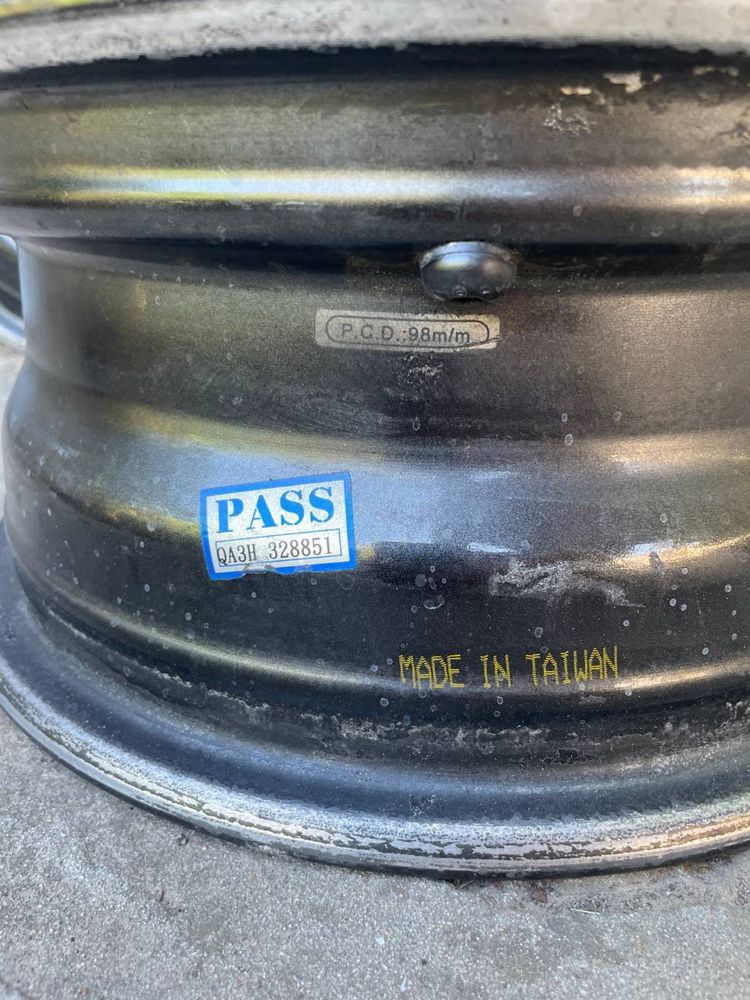 P.C.D.:98m/m
PASS
QA3H 328851
MADE IN TAIWAN